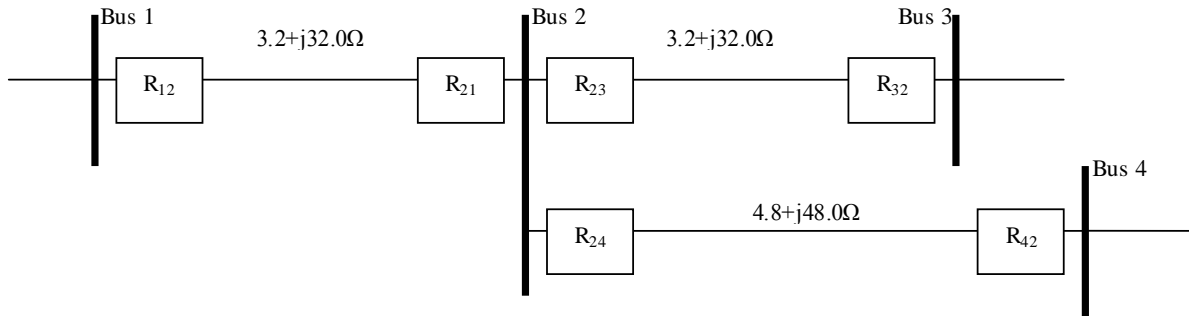 Bus 1
Bus 2
Bus 3
3.2+j32.0Ω
3.2+j32.0Ω
R12
R21
R23
R32
Bus 4
4.8+j48.0Ω
R24
R42